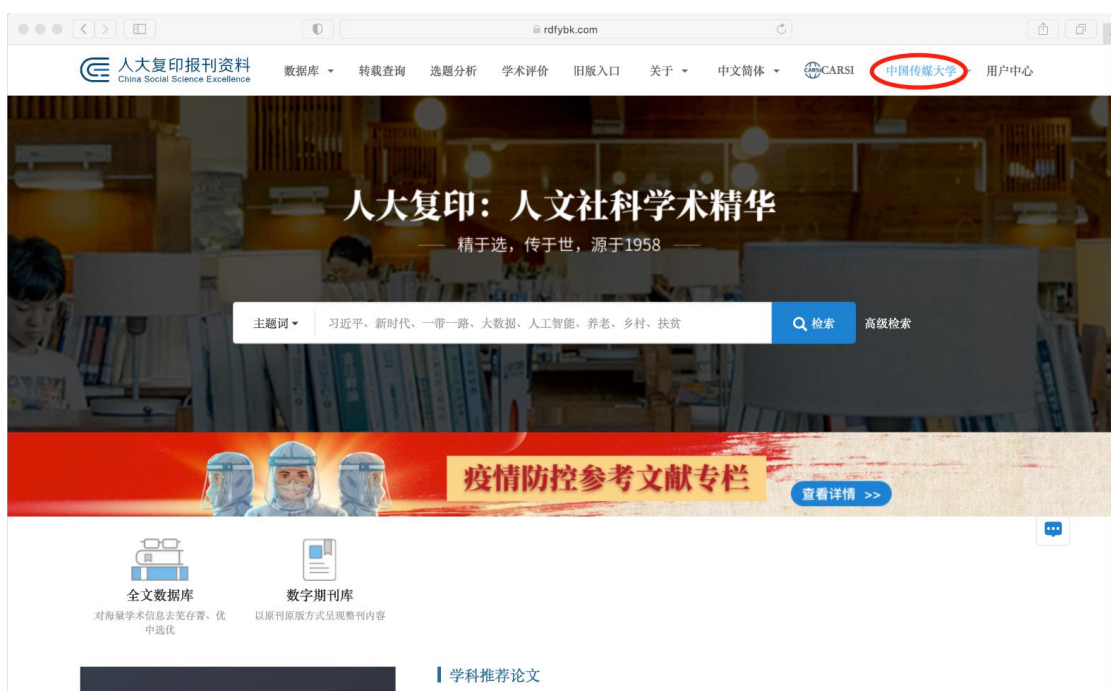 rdfybk.com
人大复印报刊资料
China Social Science Excellence
数据库 转载查询 选题分析 学术评价 旧版入口 关于 中文简体 CARSI CARSI 中国传媒大学 用户中心
人大复印：人文社科学术精华
精于选，传于世，源于1958
主题词 习近平、新时代、一带一路、大数据、人工智能、养老、乡村、扶贫 检索 高级检索
疫情防控参考文献专栏
查看详情 >>
全文数据库
对海量学术信息去芜存菁、优
中选优
数字期刊库
以原刊原版方式呈现整刊内容
学科推荐论文